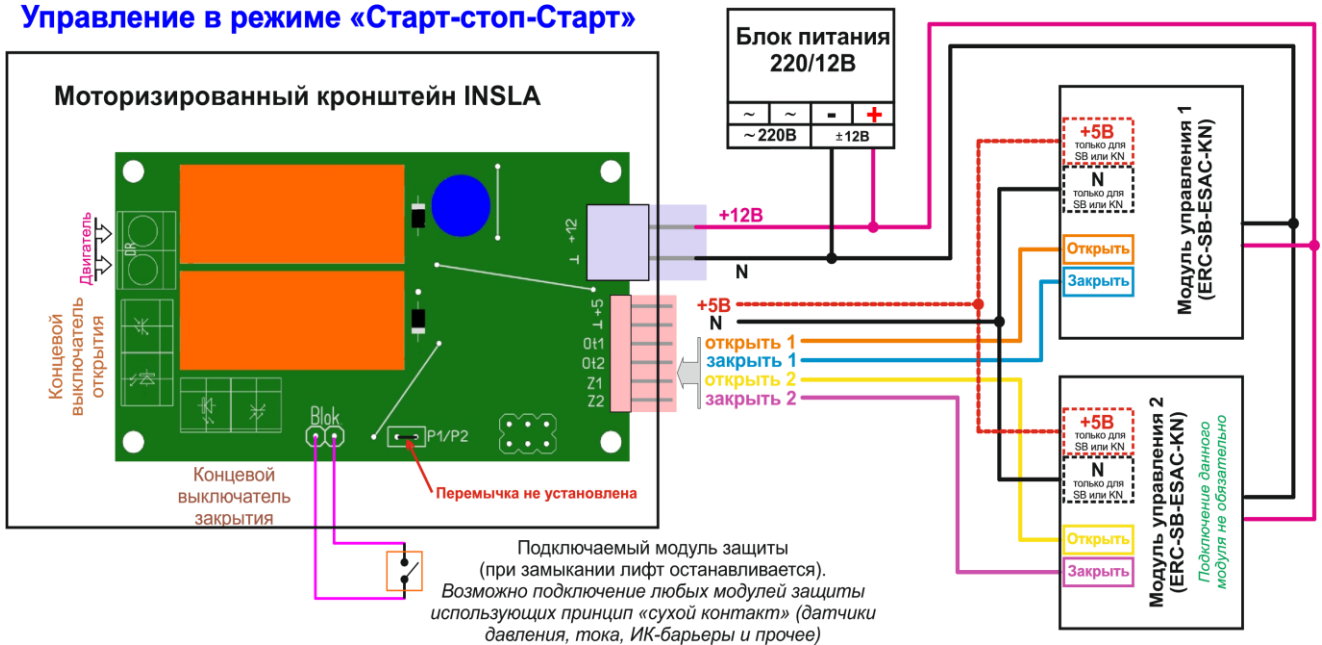 Управление в режиме «Старт-стоп-Старт»
Моторизированный кронштейн INSLA
Двигатель
DR
Концевой
выключатель
открытия
+12
⊥
+5
⊥
Ot1
Ot2
Z1
Z2
Blok
P1/P2
Концевой
выключатель
закрытия
Перемычка не установлена
Блок питания
220/12В
~ ~ - +
~220В ±12В
+12В
N
+5В
N
открыть 1
закрыть 1
открыть 2
закрыть 2
+5В
только для
SB или KN
N
только для
SB или KN
Открыть
Закрыть
Модуль управления 1
(ERC-SB-ESAC-KN)
+5В
только для
SB или KN
N
только для
SB или KN
Открыть
Закрыть
Модуль управления 2
(ERC-SB-ESAC-KN)
Подключение данного
модуля не обязательно
Подключаемый модуль защиты
(при замыкании лифт останавливается).
Возможно подключение любых модулей защиты
использующих принцип «сухой контакт» (датчики
давления, тока, ИК-барьеры и прочее)